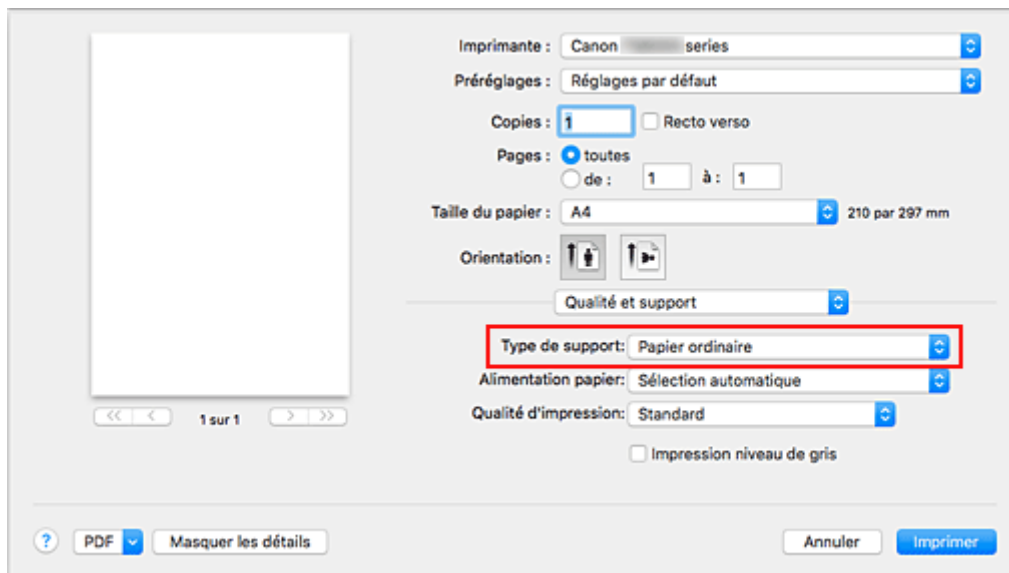 Imprimante : Canon series
Préréglages : Réglages par défaut
Copies : 1 Recto verso
Pages : toutes
de : 1 à : 1
Taille du papier : A4 210 par 297 mm
Orientation :
Qualité et support
Type de support: Papier ordinaire
Alimentation papier: Sélection automatique
Qualité d'impression: Standard
Impression niveau de gris
<< < 1 sur 1 > >>
? PDF Masquer les détails Annuler Imprimer